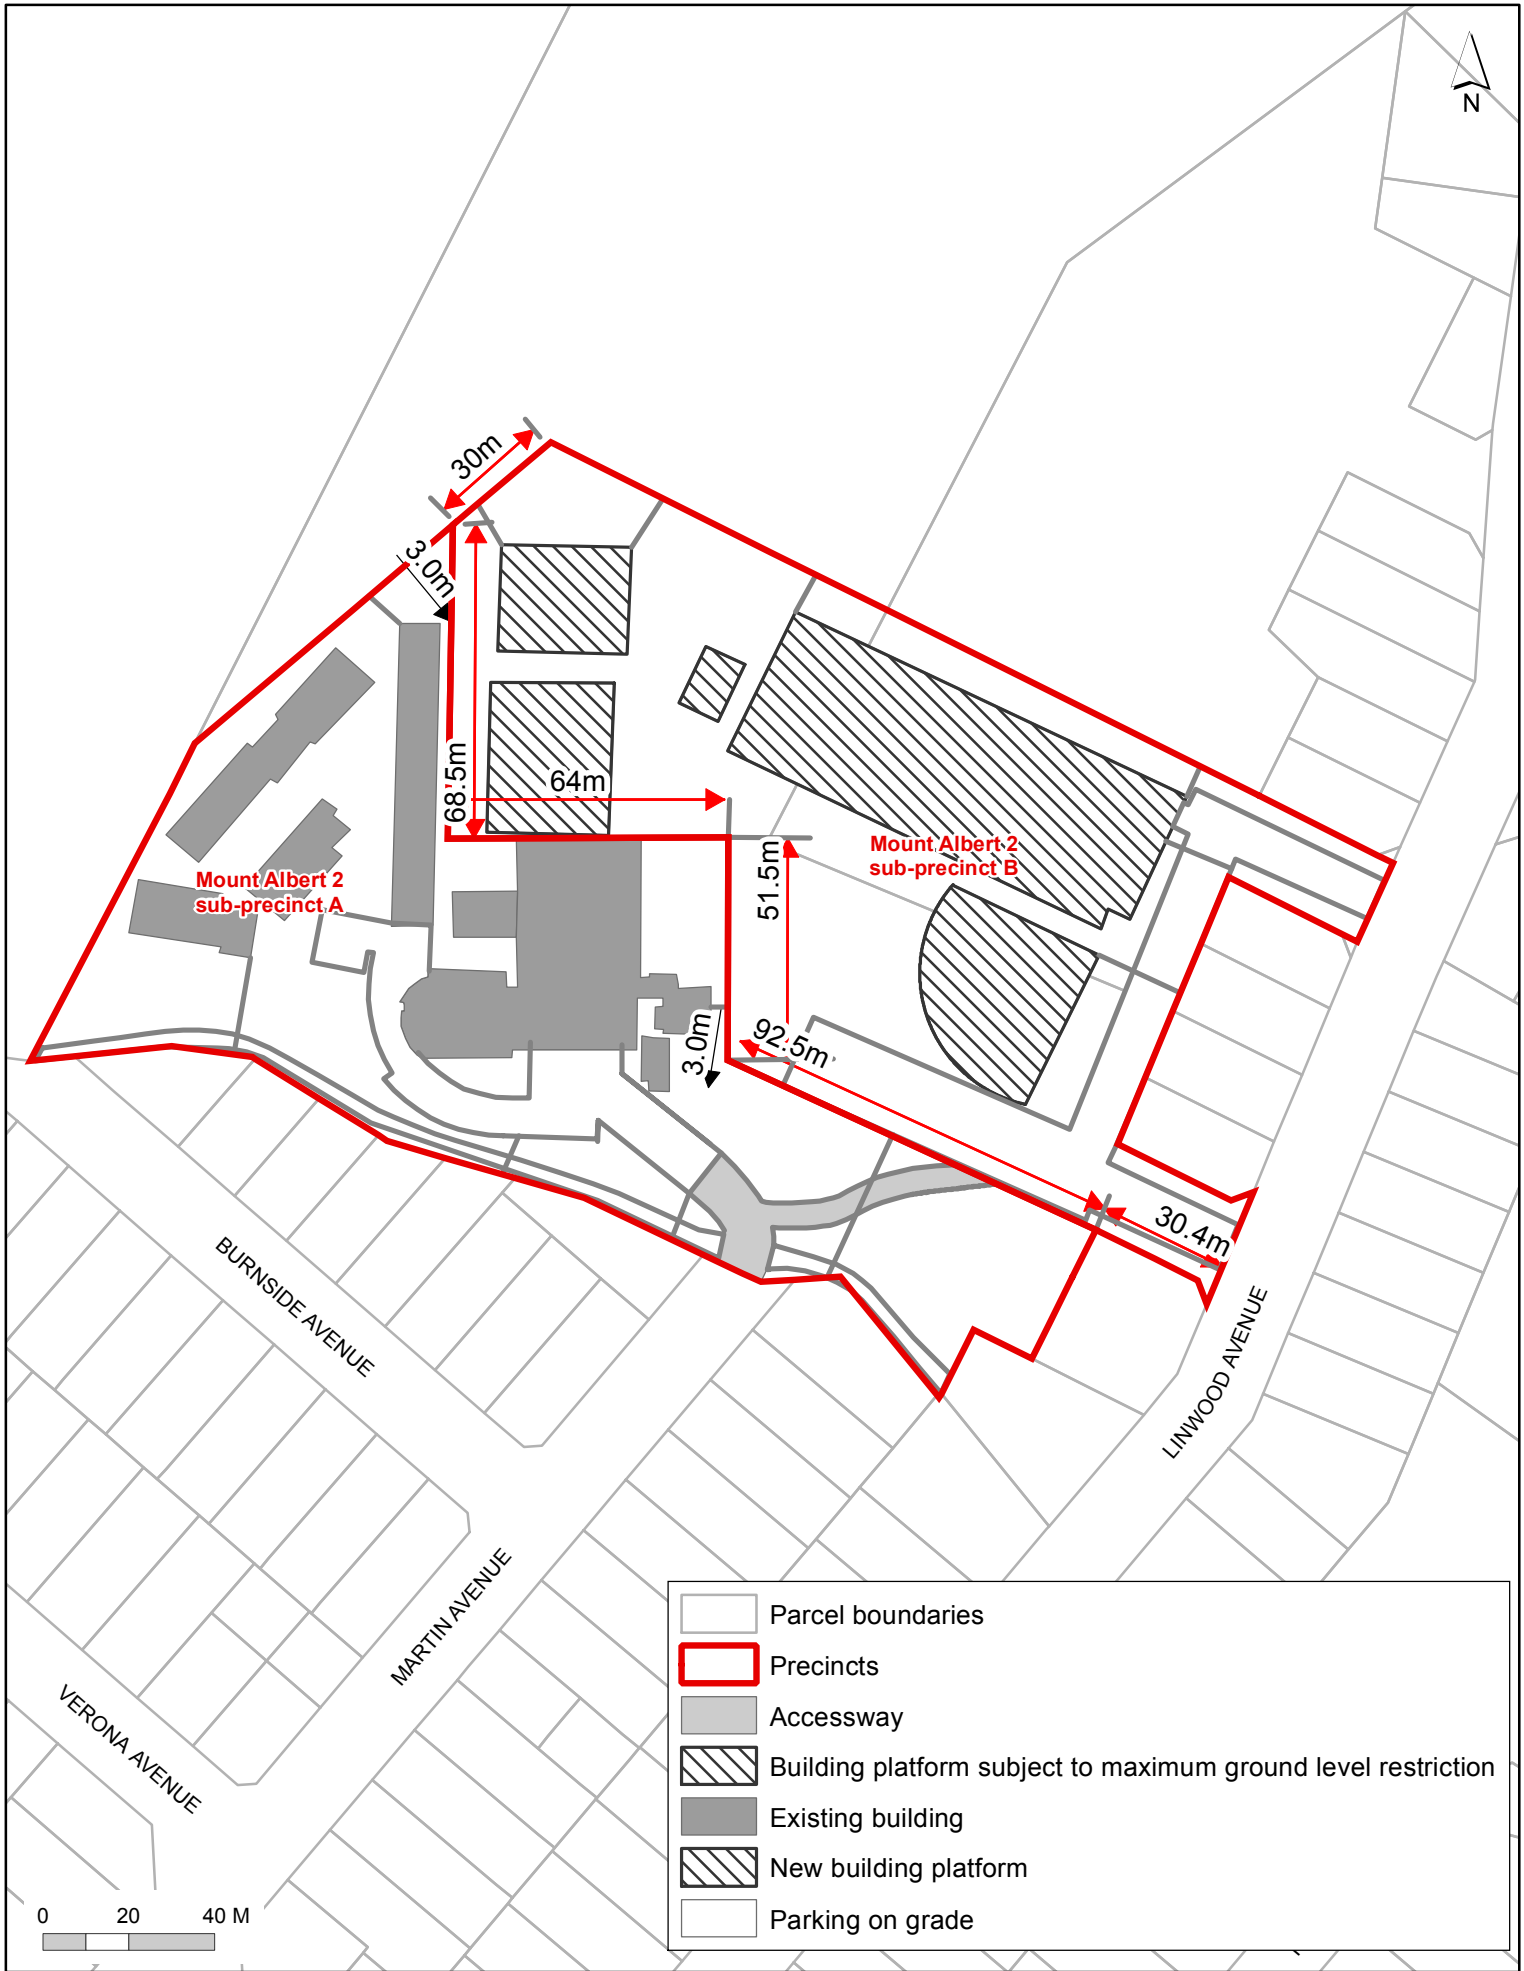 N
30m
3.0m
68.5m
64m
51.5m
Mount Albert 2
sub-precinct B
Mount Albert 2
sub-precinct A
3.0m
92.5m
30.4m
BURNSIDE AVENUE
LINWOOD AVENUE
MARTIN AVENUE
VERONA AVENUE
Parcel boundaries
Precincts
Accessway
Building platform subject to maximum ground level restriction
Existing building
New building platform
Parking on grade
0 20 40 M